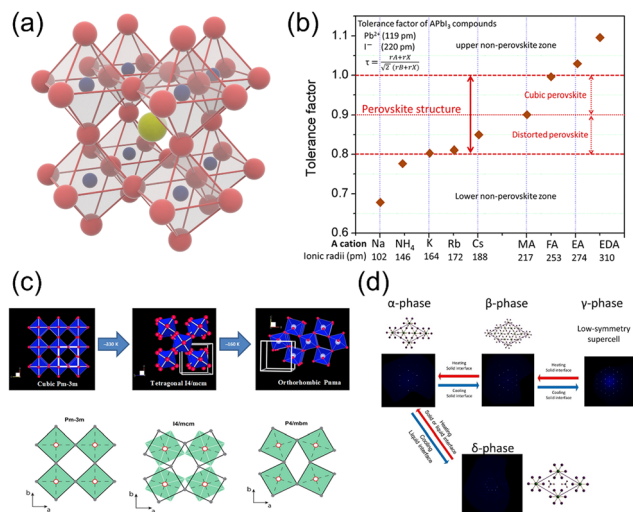 (a)
(b)
Tolerance factor of APbI3 compounds
Pb2+ (119 pm)
I− (220 pm)
τ = rA+rX / √2 (rB+rX)
upper non-perovskite zone
Perovskite structure
Cubic perovskite
Distorted perovskite
Lower non-perovskite zone
Tolerance factor
1.1
1.0
0.9
0.8
0.7
0.6
A cation Na NH4 K Rb Cs MA FA EA EDA
Ionic radii (pm) 102 146 164 172 188 217 253 274 310
(c)
Cubic Pm-3m
Tetragonal I4/mcm
~160 K
Orthorhombic Pnma
Pm-3m
I4/mcm
P4/mbm
b
a
b
a
b
a
(d)
α-phase
β-phase
γ-phase
Low-symmetry
supercell
Heating
Solid interface
Cooling
Solid interface
Heating
Solid interface
Cooling
Solid interface
Heating
Solid or liquid interface
Cooling
Liquid interface
δ-phase